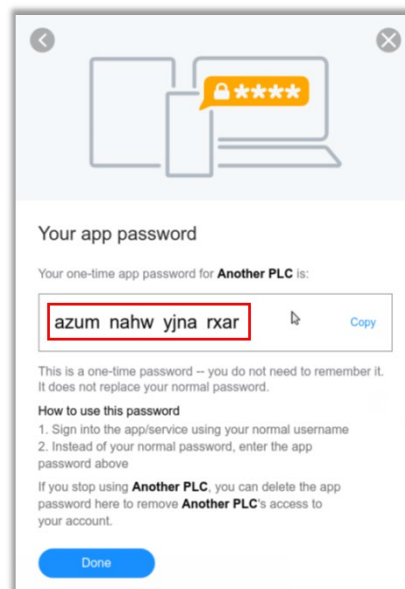 ****
Your app password
Your one-time app password for Another PLC is:
azum nahw yjna rxar
Copy
This is a one-time password -- you do not need to remember it.
It does not replace your normal password.
How to use this password
1. Sign into the app/service using your normal username
2. Instead of your normal password, enter the app
password above
If you stop using Another PLC, you can delete the app
password here to remove Another PLC's access to
your account.
Done